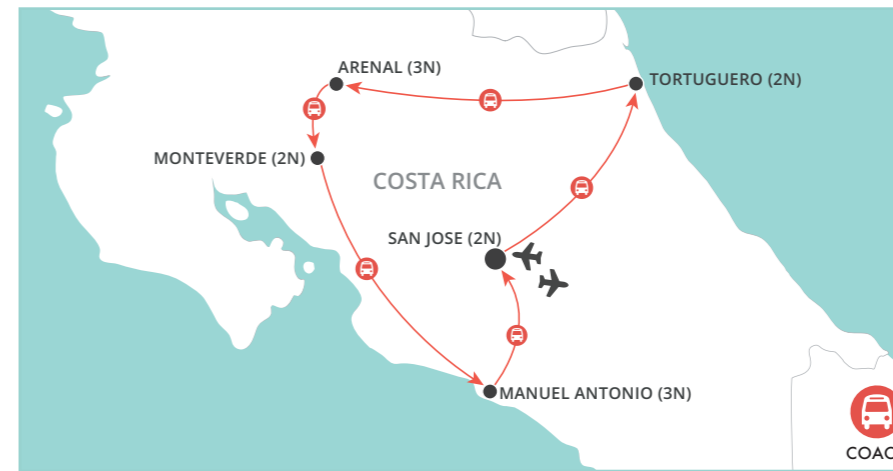 ARENAL (3N)
TORTUGUERO (2N)
MONTEVERDE (2N)
COSTA RICA
SAN JOSE (2N)
MANUEL ANTONIO (3N)